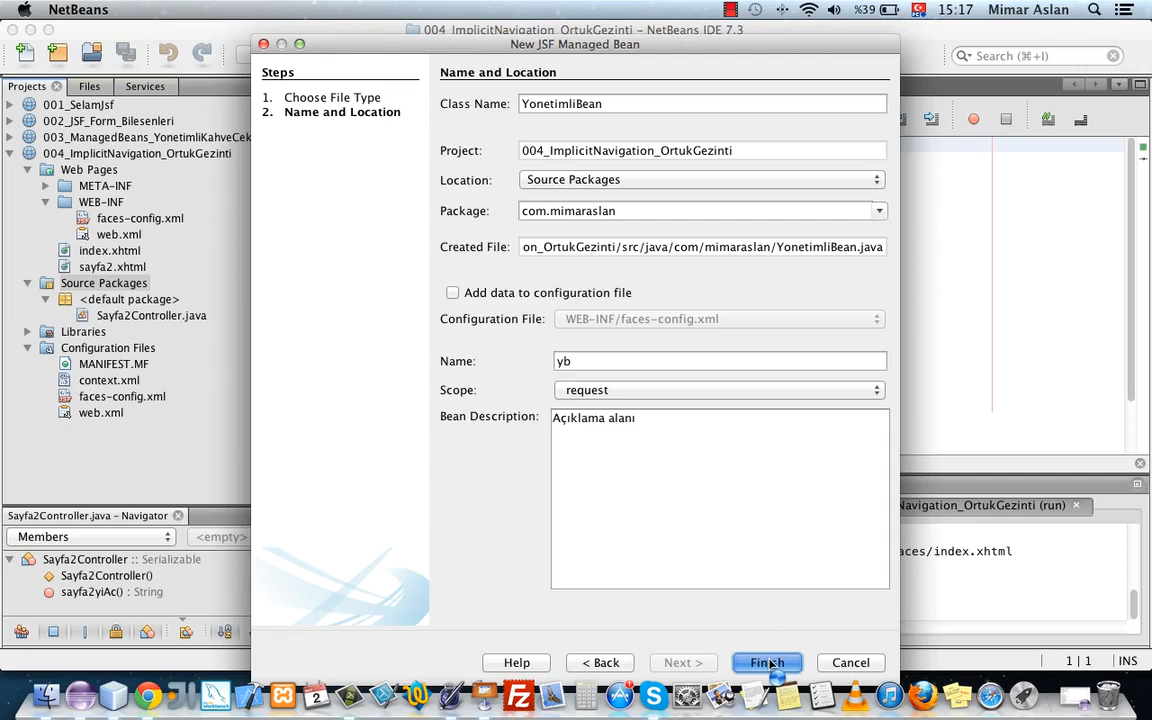 NetBeans
%39
15:17
Mimar Aslan
004_ImplicitNavigation_OrtukGezinti - NetBeans IDE 7.3
New JSF Managed Bean
Search (⌘+I)
Projects
Files
Services
001_SelamJsf
002_JSF_Form_Bilesenleri
003_ManagedBeans_YonetimliKahveCek
004_ImplicitNavigation_OrtukGezinti
Web Pages
META-INF
WEB-INF
faces-config.xml
web.xml
index.xhtml
sayfa2.xhtml
Source Packages
<default package>
Sayfa2Controller.java
Libraries
Configuration Files
MANIFEST.MF
context.xml
faces-config.xml
web.xml
Sayfa2Controller.java - Navigator
Members
<empty>
Sayfa2Controller :: Serializable
Sayfa2Controller()
sayfa2yiAc() : String
Steps
1. Choose File Type
2. Name and Location
Name and Location
Class Name: YonetimliBean
Project: 004_ImplicitNavigation_OrtukGezinti
Location: Source Packages
Package: com.mimaraslan
Created File: on_OrtukGezinti/src/java/com/mimaraslan/YonetimliBean.java
Add data to configuration file
Configuration File: WEB-INF/faces-config.xml
Name: yb
Scope: request
Bean Description: Açıklama alanı
Help
< Back
Next >
Finish
Cancel
Navigation_OrtukGezinti (run)
aces/index.xhtml
1 | 1
INS